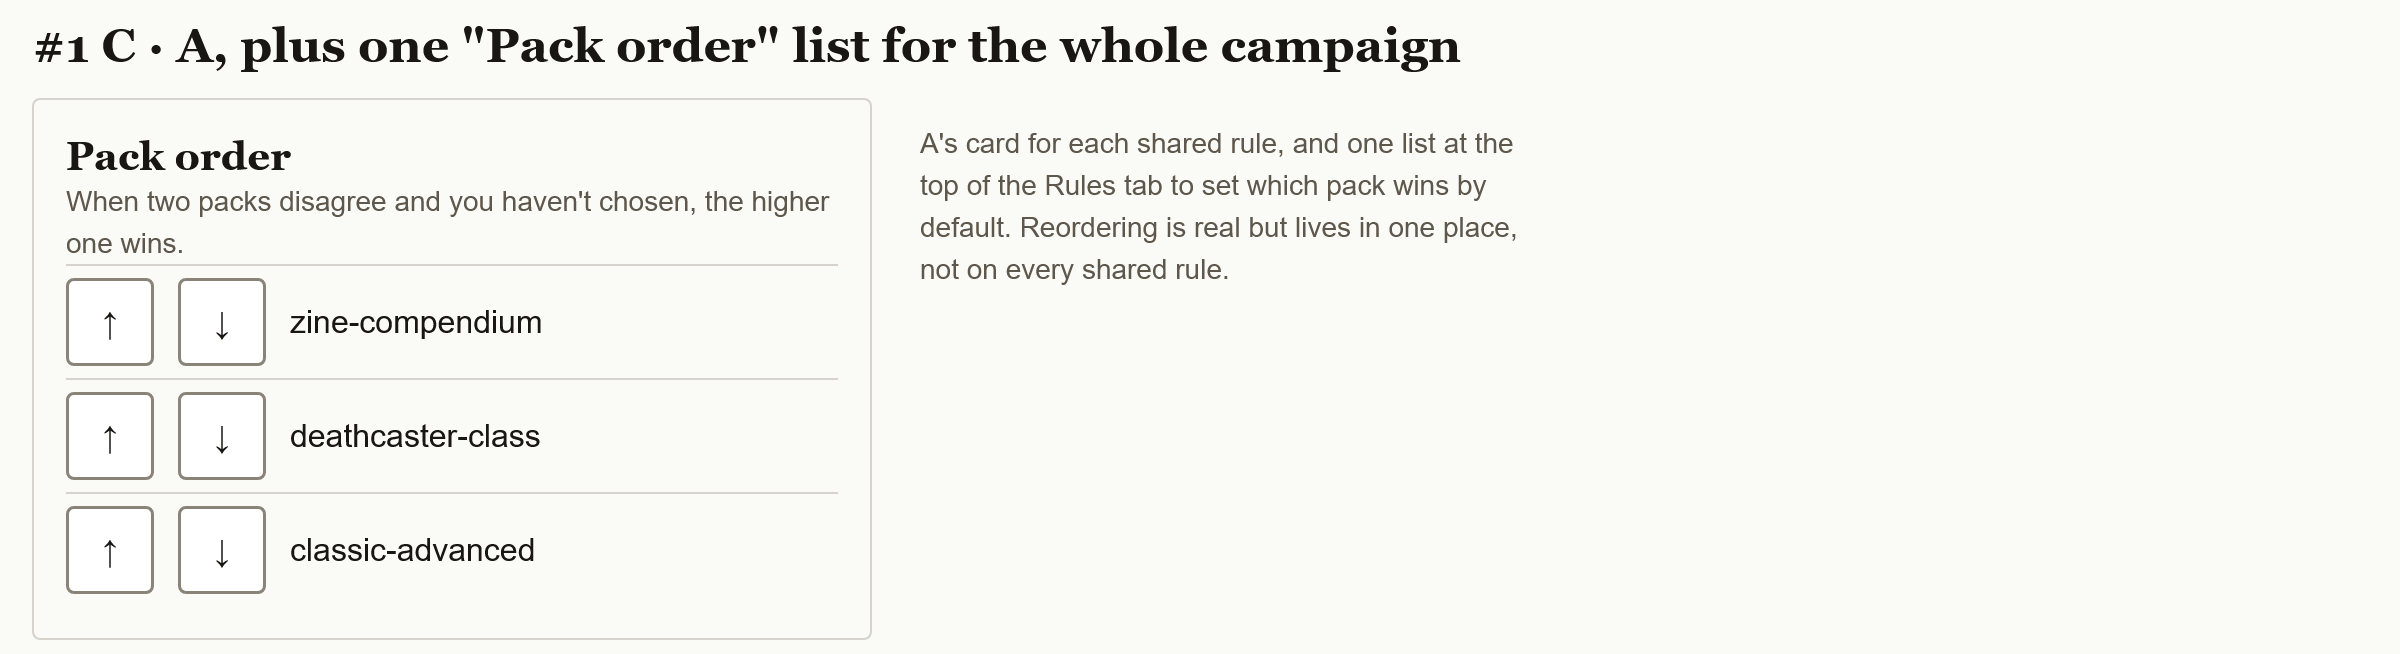 #1 C · A, plus one "Pack order" list for the whole campaign
Pack order
When two packs disagree and you haven't chosen, the higher
one wins.
↑ ↓ zine-compendium
↑ ↓ deathcaster-class
↑ ↓ classic-advanced
A's card for each shared rule, and one list at the
top of the Rules tab to set which pack wins by
default. Reordering is real but lives in one place,
not on every shared rule.